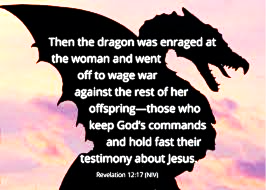 Then the dragon was enraged at
the woman and went
off to wage war
against the rest of her
offspring—those who
keep God's commands
and hold fast their
testimony about Jesus.
Revelation 12:17 (NIV)